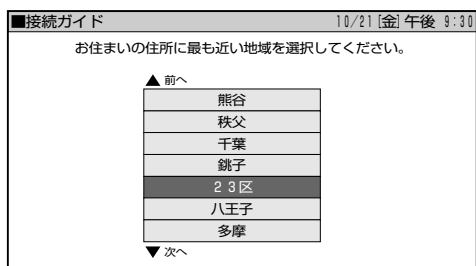 ■接続ガイド 10/21[金]午後 9:30
お住まいの住所に最も近い地域を選択してください。
▲ 前へ
熊谷
秩父
千葉
銚子
23区
八王子
多摩
▼ 次へ